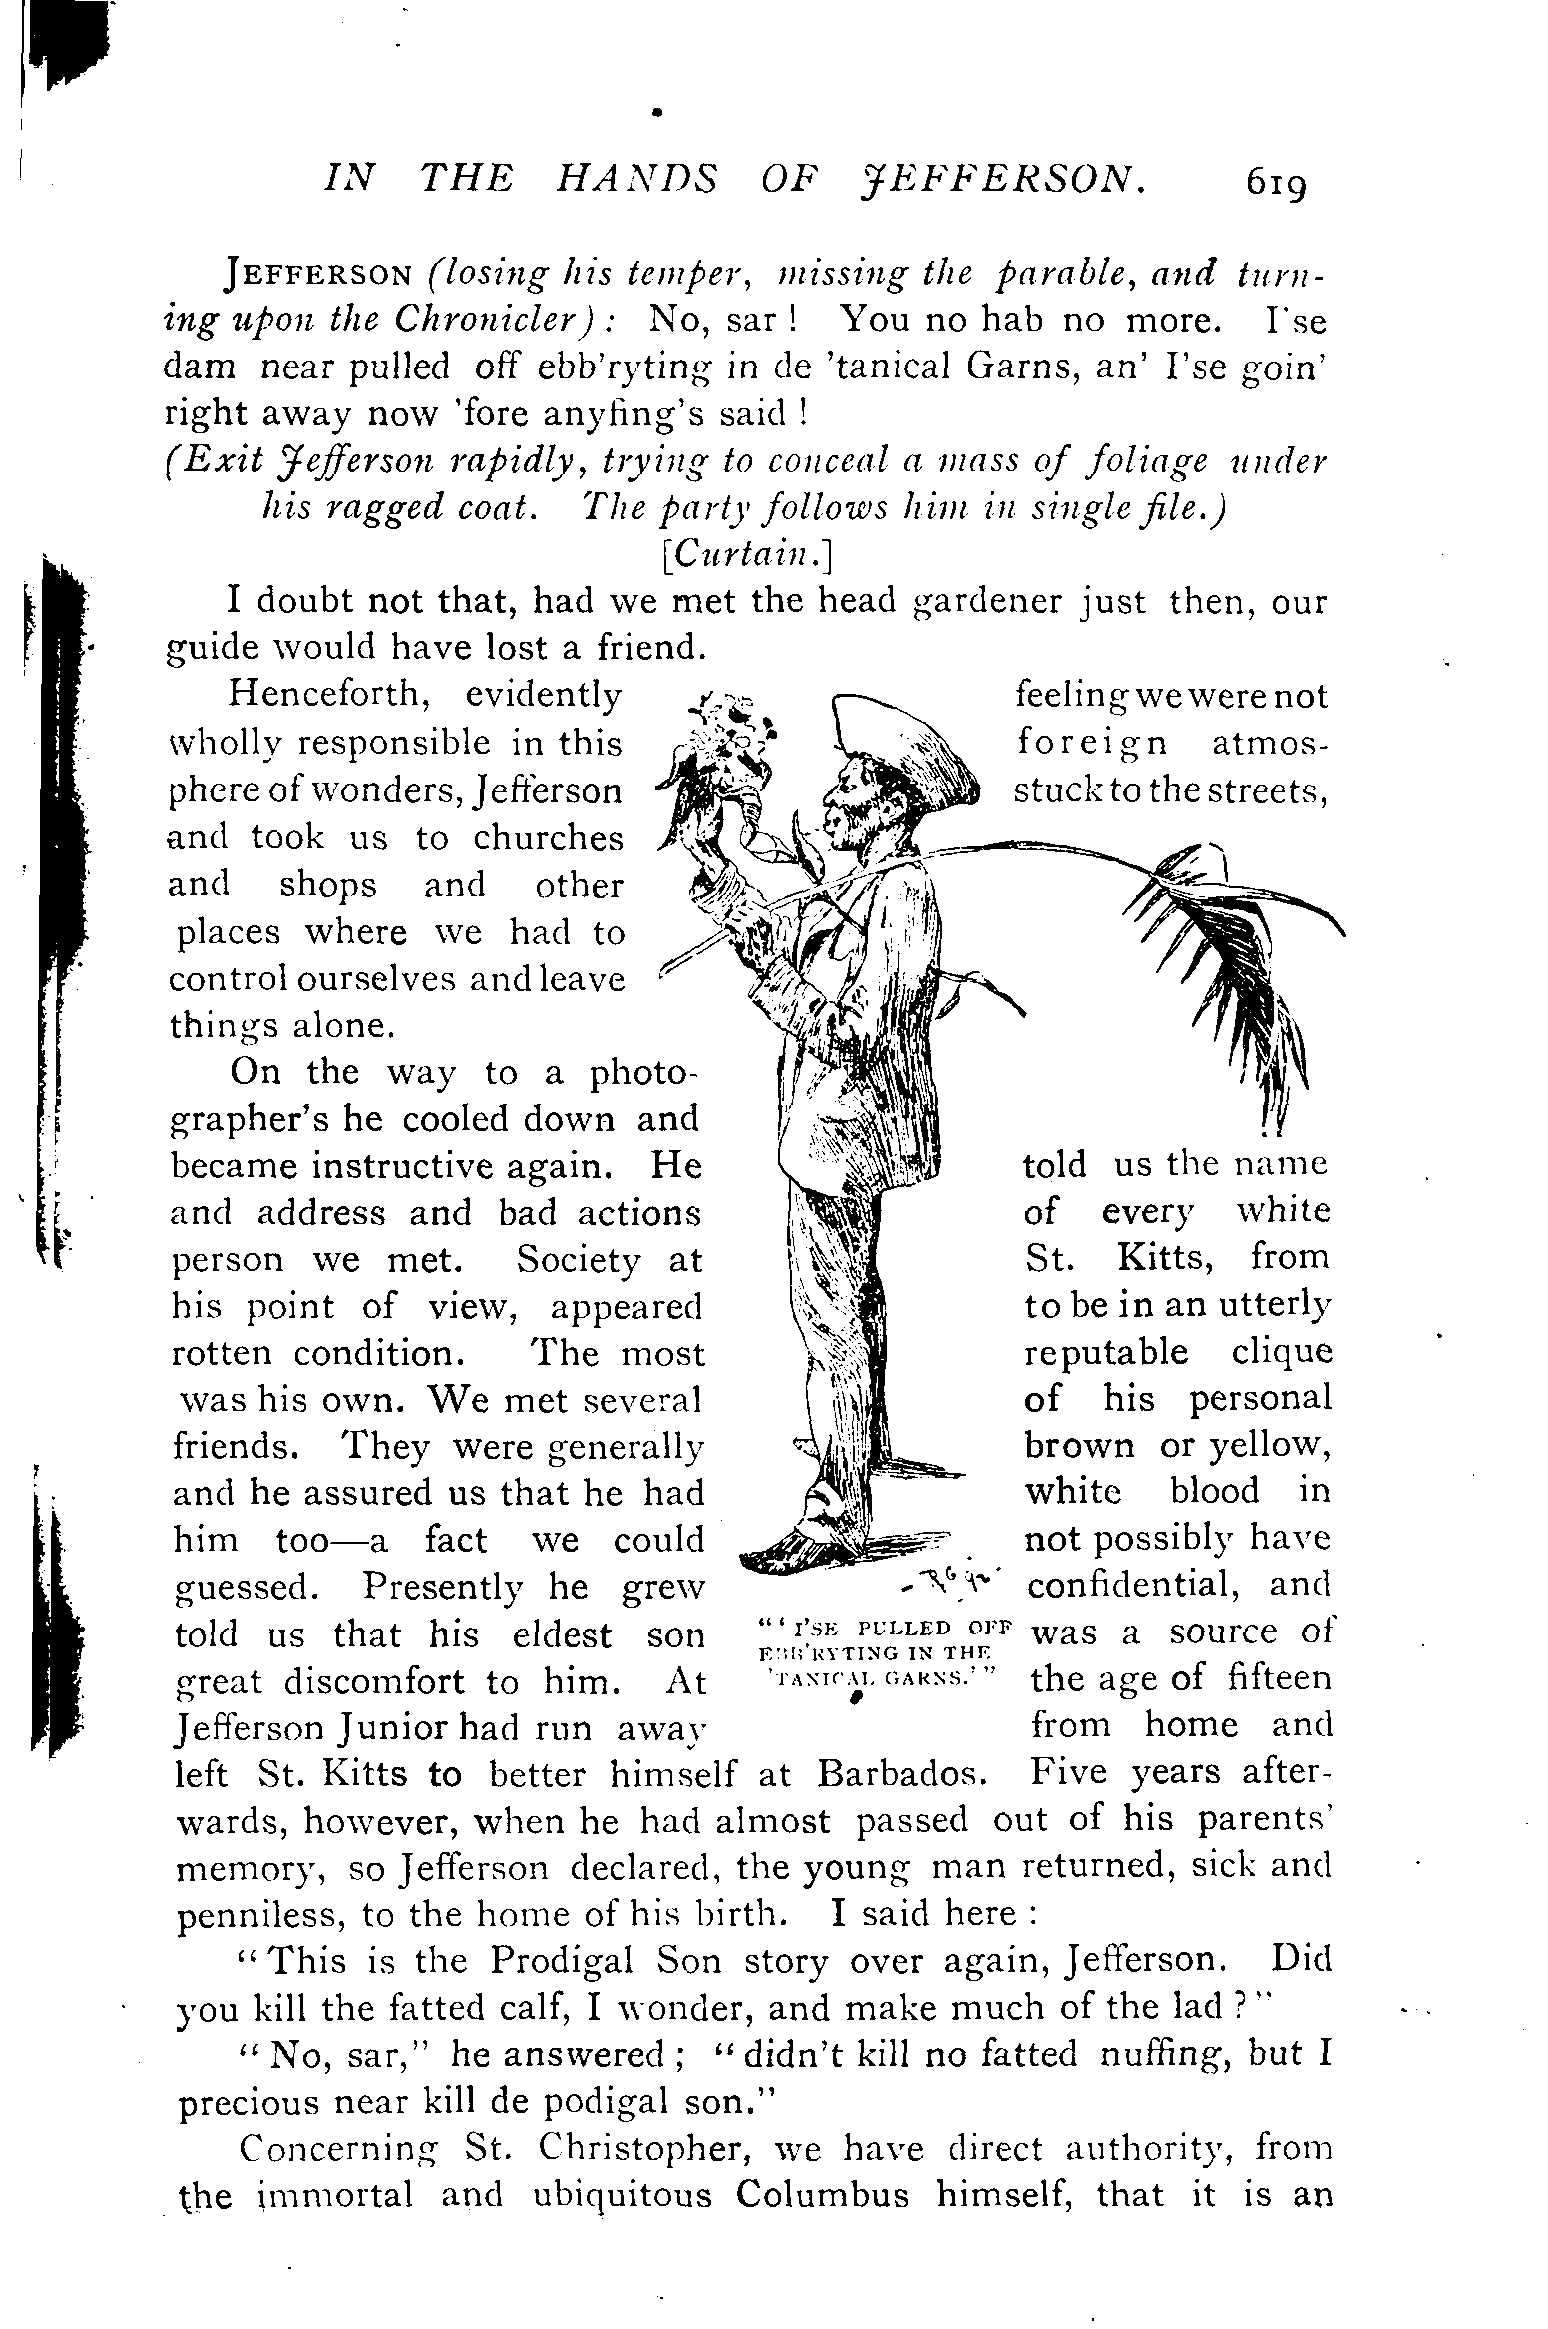 IN THE HANDS OF JEFFERSON. 619
JEFFERSON (losing his temper, missing the parable, and turn-
ing upon the Chronicler) : No, sar ! You no hab no more. I'se
dam near pulled off ebb'ryting in de 'tanical Garns, an' I'se goin'
right away now 'fore anyfing's said !
(Exit Jefferson rapidly, trying to conceal a mass of foliage under
his ragged coat. The party follows him in single file.)
[Curtain.]
I doubt not that, had we met the head gardener just then, our
guide would have lost a friend.
Henceforth, evidently feeling we were not
wholly responsible in this foreign atmos-
phere of wonders, Jefferson stuck to the streets,
and took us to churches
and shops and other
places where we had to
control ourselves and leave
things alone.
On the way to a photo-
grapher's he cooled down and
became instructive again. He told us the name
and address and bad actions of every white
person we met. Society at St. Kitts, from
his point of view, appeared to be in an utterly
rotten condition. The most reputable clique
was his own. We met several of his personal
friends. They were generally brown or yellow,
and he assured us that he had white blood in
him too—a fact we could not possibly have
guessed. Presently he grew confidential, and
told us that his eldest son was a source of
great discomfort to him. At the age of fifteen
Jefferson Junior had run away from home and
left St. Kitts to better himself at Barbados. Five years after-
wards, however, when he had almost passed out of his parents'
memory, so Jefferson declared, the young man returned, sick and
penniless, to the home of his birth. I said here :
"This is the Prodigal Son story over again, Jefferson. Did
you kill the fatted calf, I wonder, and make much of the lad ?"
"No, sar," he answered ; "didn't kill no fatted nuffing, but I
precious near kill de podigal son."
Concerning St. Christopher, we have direct authority, from
the immortal and ubiquitous Columbus himself, that it is an
"'I'SE PULLED OFF
EBB'RYTING IN THE
'TANICAL GARNS.'"